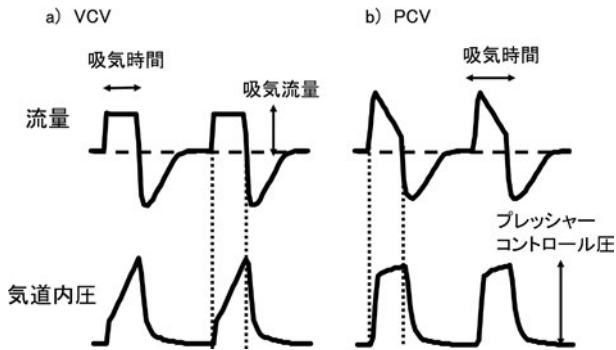 a) VCV
b) PCV
吸気時間
吸気流量
流量
気道内圧
吸気時間
プレッシャー
コントロール圧